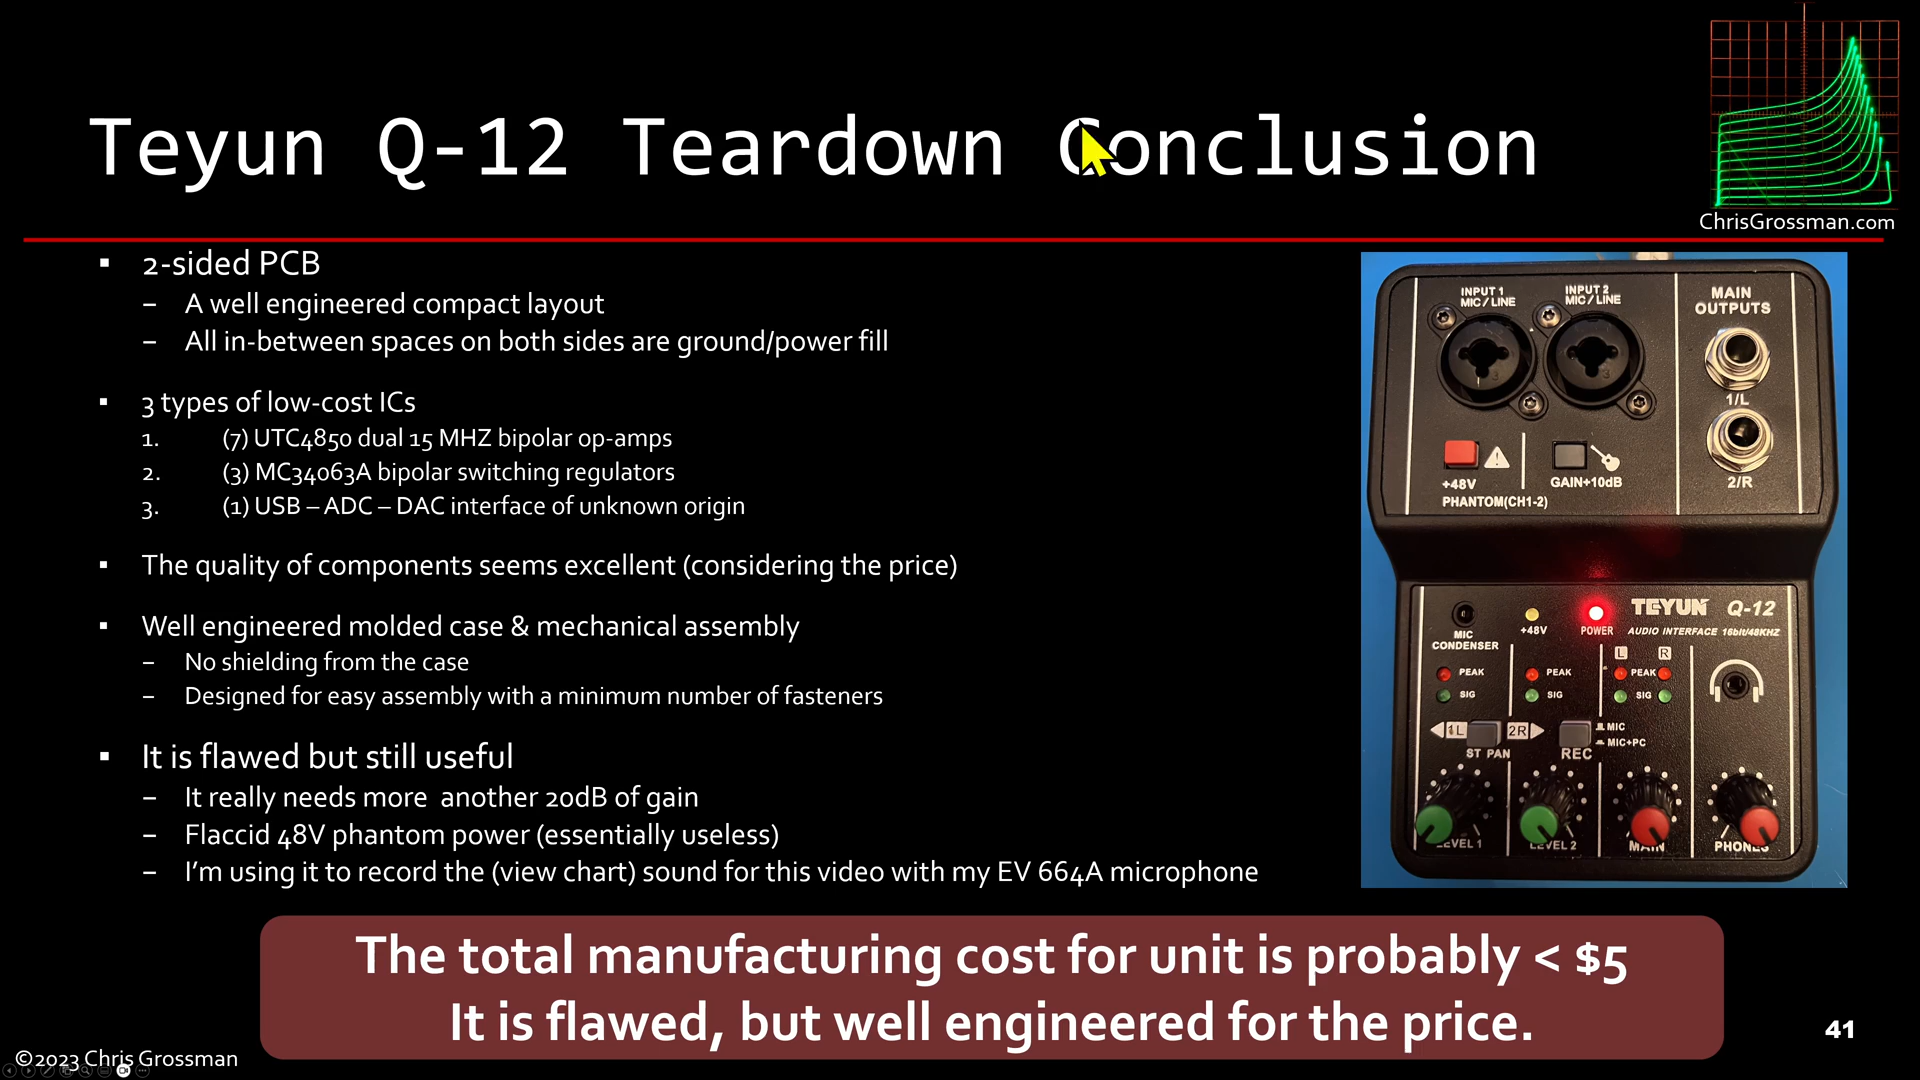 Teyun Q-12 Teardown Conclusion
ChrisGrossman.com
▪ 2-sided PCB
– A well engineered compact layout
– All in-between spaces on both sides are ground/power fill
▪ 3 types of low-cost ICs
1. (7) UTC4850 dual 15 MHZ bipolar op-amps
2. (3) MC34063A bipolar switching regulators
3. (1) USB – ADC – DAC interface of unknown origin
▪ The quality of components seems excellent (considering the price)
▪ Well engineered molded case & mechanical assembly
– No shielding from the case
– Designed for easy assembly with a minimum number of fasteners
▪ It is flawed but still useful
– It really needs more another 20dB of gain
– Flaccid 48V phantom power (essentially useless)
– I'm using it to record the (view chart) sound for this video with my EV 664A microphone
INPUT 1
MIC/LINE
INPUT 2
MIC/LINE
MAIN
OUTPUTS
1/L
2/R
+48V
PHANTOM(CH1-2)
GAIN+10dB
TEYUN Q-12
AUDIO INTERFACE 16bit/48KHZ
MIC
CONDENSER
+48V
POWER
L R
PEAK
PEAK
PEAK
SIG
SIG
SIG
1L
2R
ST PAN
REC
MIC
MIC+PC
LEVEL 1
LEVEL 2
MAIN
PHONES
The total manufacturing cost for unit is probably < $5
It is flawed, but well engineered for the price.
41
©2023 Chris Grossman